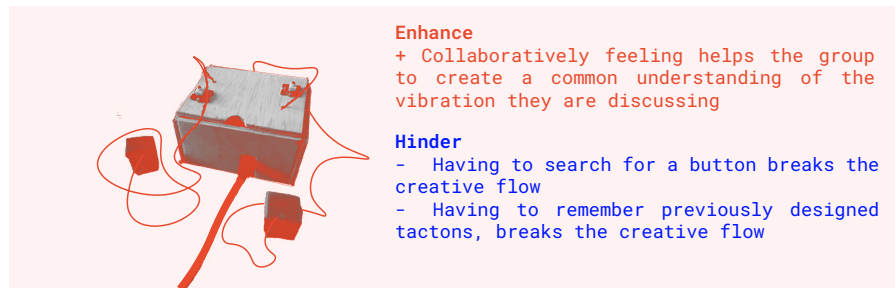 Enhance
+ Collaboratively feeling helps the group
to create a common understanding of the
vibration they are discussing
Hinder
- Having to search for a button breaks the
creative flow
- Having to remember previously designed
tactons, breaks the creative flow